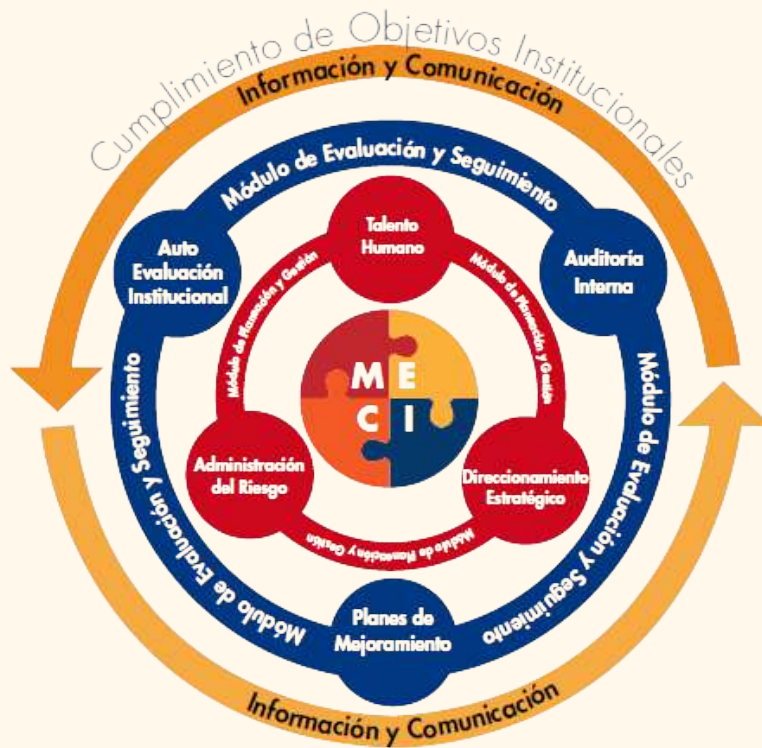 Cumplimiento de Objetivos Institucionales
Información y Comunicación
Módulo de Evaluación y Seguimiento
Talento
Humano
Auto
Evaluación
Institucional
Auditoría
Interna
Módulo de Planeación y Gestión
Módulo de Planeación y Gestión
M E
C I
Módulo de Evaluación y Seguimiento
Módulo de Evaluación y Seguimiento
Administración
del Riesgo
Direccionamiento
Estratégico
Módulo de Planeación y Gestión
Planes de
Mejoramiento
Información y Comunicación